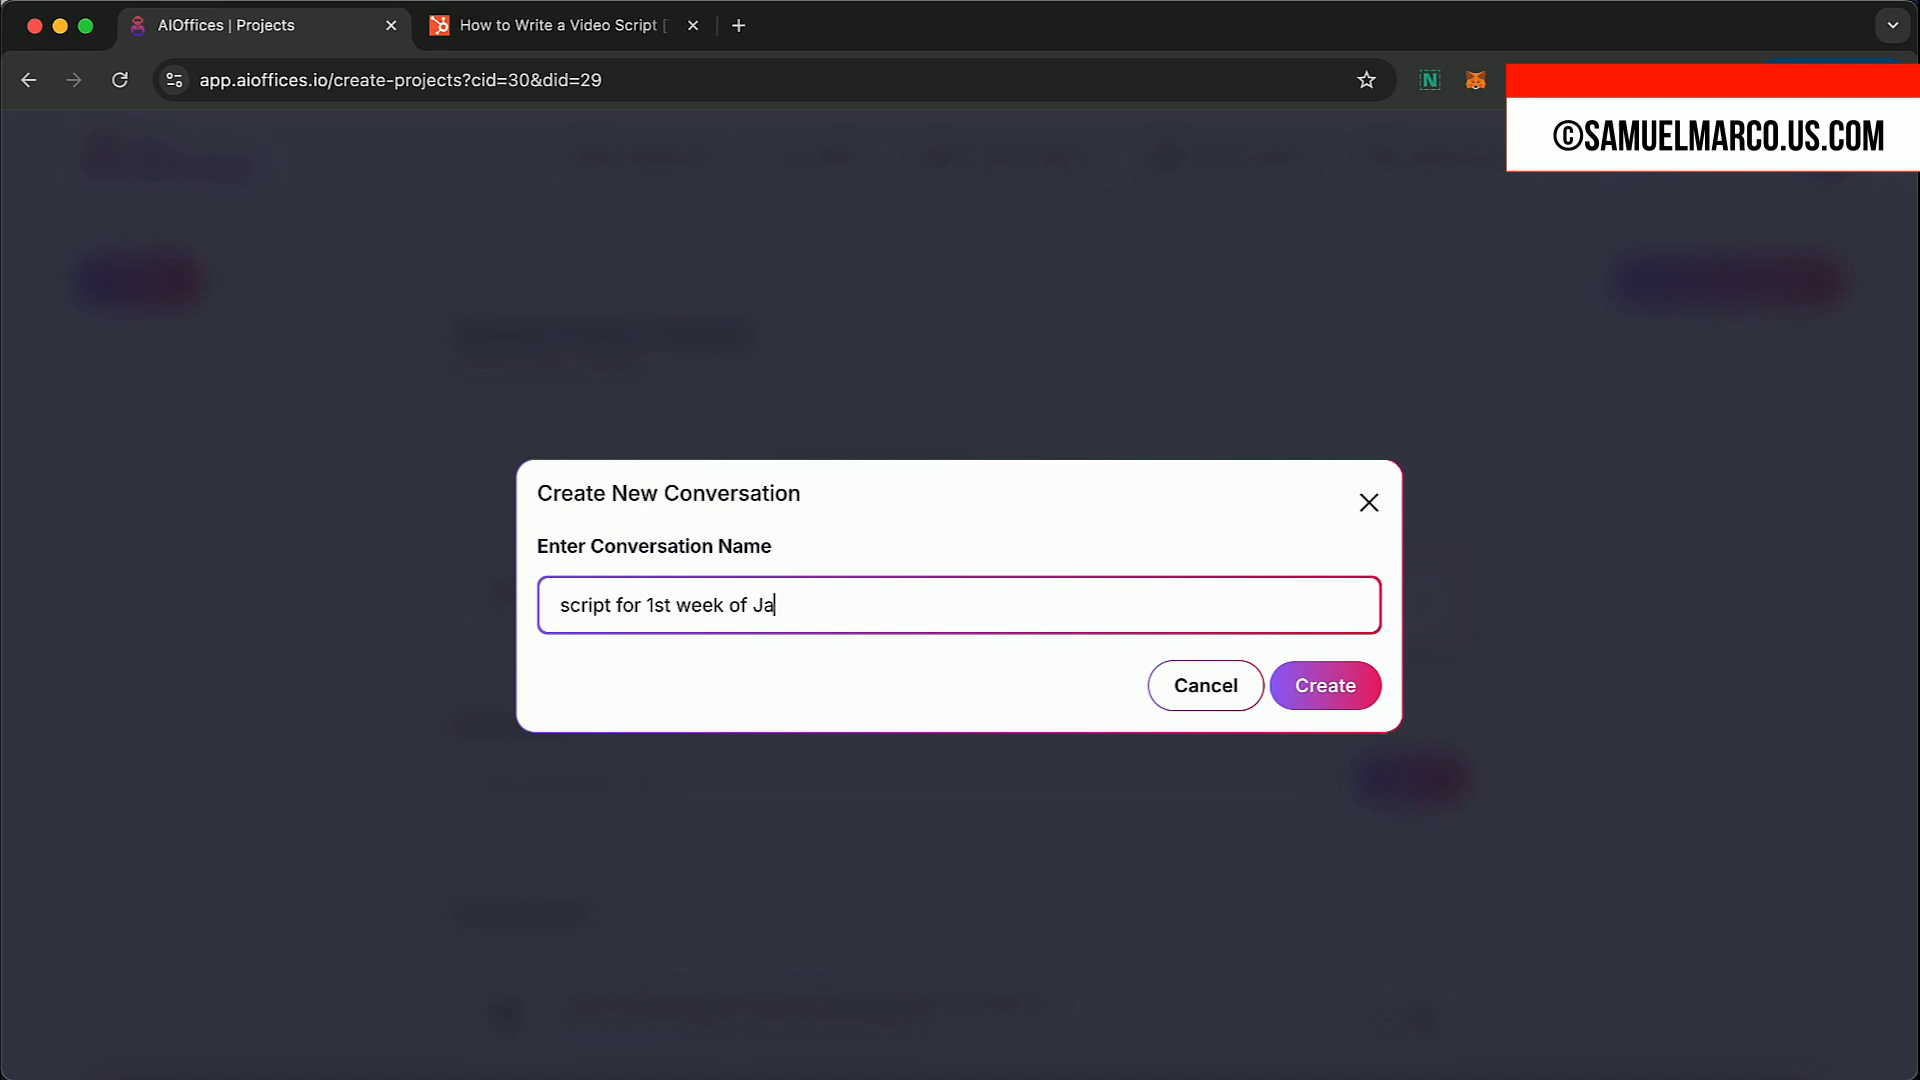 AIOffices | Projects
How to Write a Video Script [
app.aioffices.io/create-projects?cid=30&did=29
N
©SAMUELMARCO.US.COM
Create New Conversation
Enter Conversation Name
script for 1st week of Ja
Cancel
Create